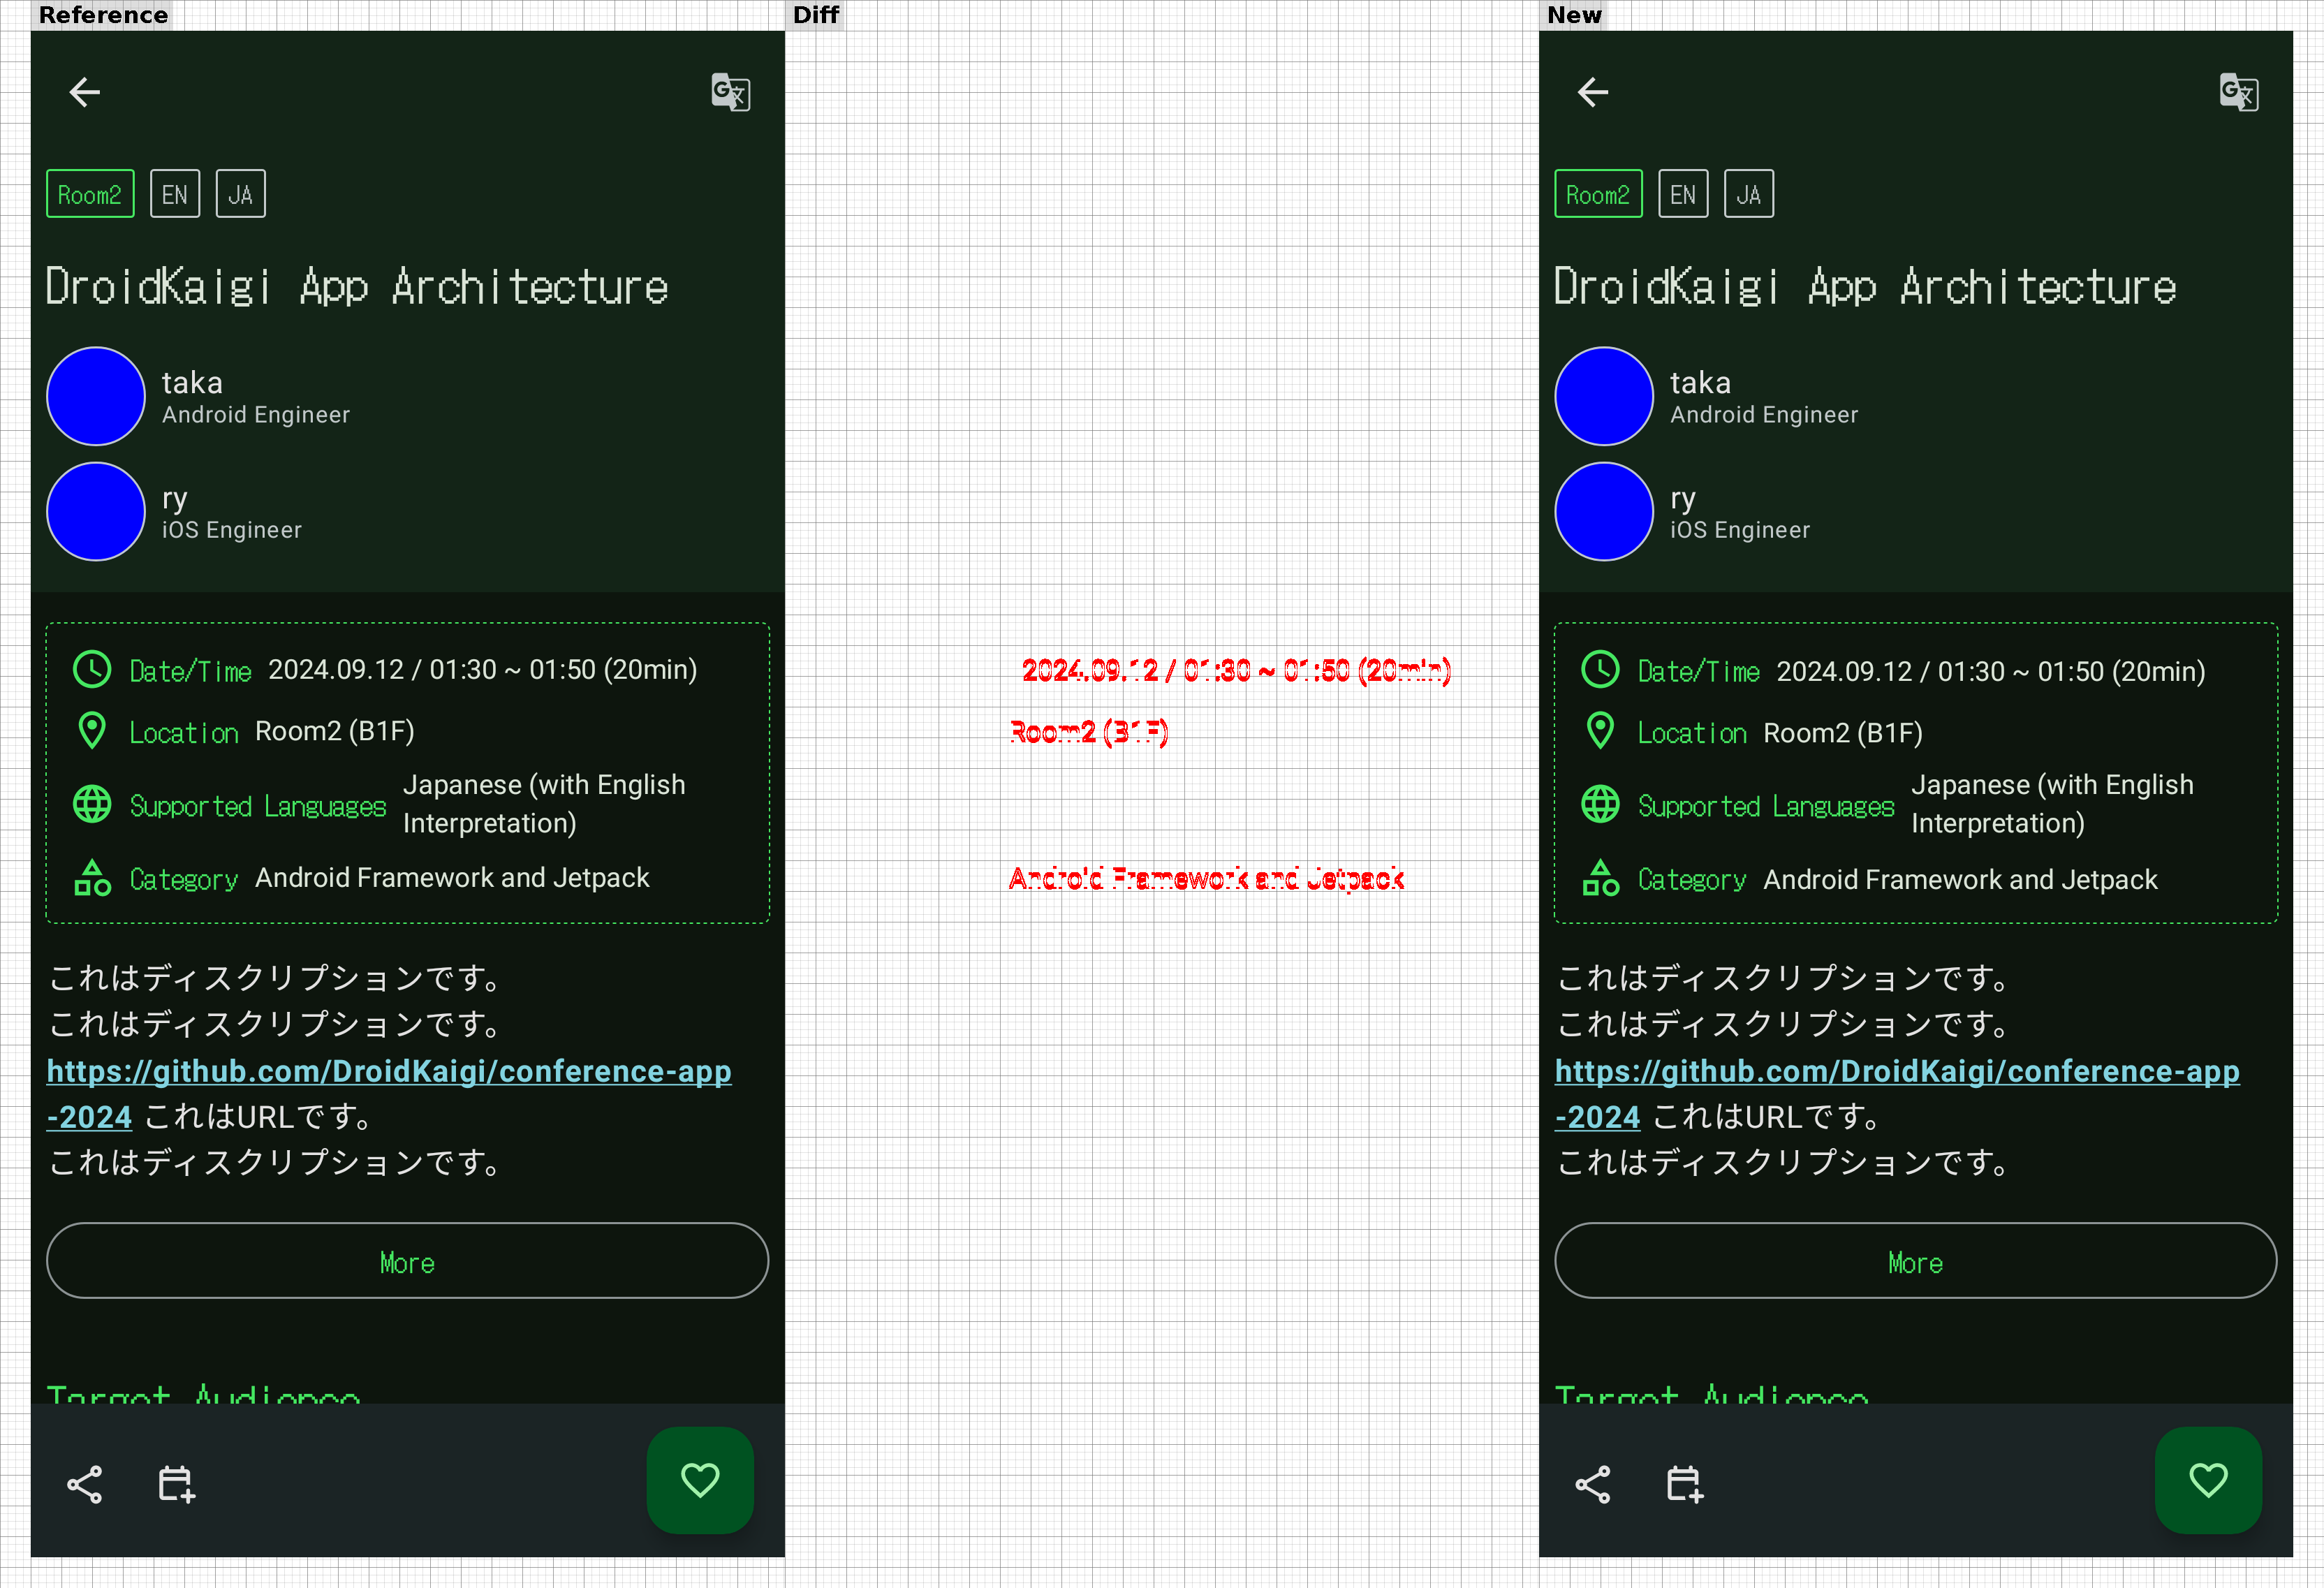 Reference
Room2 EN JA
DroidKaigi App Architecture
taka
Android Engineer
ry
iOS Engineer
Date/Time 2024.09.12 / 01:30 ~ 01:50 (20min)
Location Room2 (B1F)
Supported Languages Japanese (with English
Interpretation)
Category Android Framework and Jetpack
これはディスクリプションです。
これはディスクリプションです。
https://github.com/DroidKaigi/conference-app
-2024 これはURLです。
これはディスクリプションです。
More
Target Audience
Diff
2024.09.12 / 01:30 ~ 01:50 (20min)
Room2 (B1F)
Android Framework and Jetpack
New
Room2 EN JA
DroidKaigi App Architecture
taka
Android Engineer
ry
iOS Engineer
Date/Time 2024.09.12 / 01:30 ~ 01:50 (20min)
Location Room2 (B1F)
Supported Languages Japanese (with English
Interpretation)
Category Android Framework and Jetpack
これはディスクリプションです。
これはディスクリプションです。
https://github.com/DroidKaigi/conference-app
-2024 これはURLです。
これはディスクリプションです。
More
Target Audience